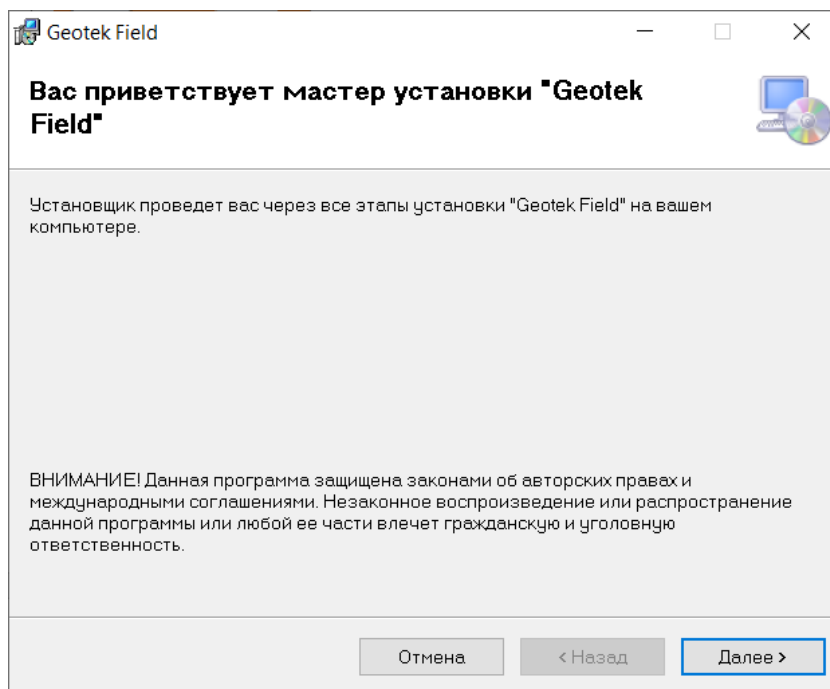 Geotek Field
Вас приветствует мастер установки "Geotek
Field"
Установщик проведет вас через все этапы установки "Geotek Field" на вашем
компьютере.
ВНИМАНИЕ! Данная программа защищена законами об авторских правах и
международными соглашениями. Незаконное воспроизведение или распространение
данной программы или любой ее части влечет гражданскую и уголовную
ответственность.
Отмена
< Назад
Далее >